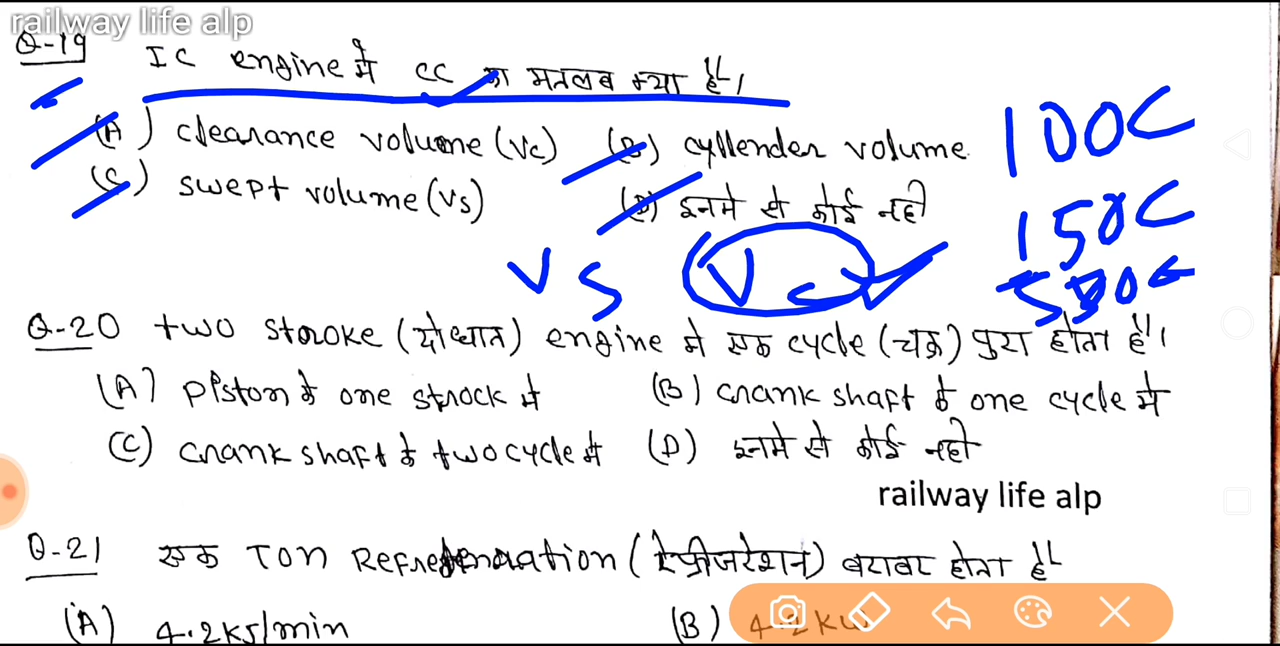 railway life alp
Q-19 IC engine में CC का मतलब क्या है।
(A) clearance volume (Vc) (B) cyllender volume
(C) swept volume (Vs) (D) इनमे से कोई नही
100C
150C
Vs Vc
Q-20 two stroke (दो ) engine मे एक cycle (चक्र) पुरा होता है।
(A) Piston के one strock में (B) crank shaft के one cycle में
(C) crank shaft के two cycle में (D) इनमे से कोई नही
railway life alp
Q-21 एक Ton (रेफ्रीजरेशन) बराबर होता है
(A) 4.2KJ/min (B)